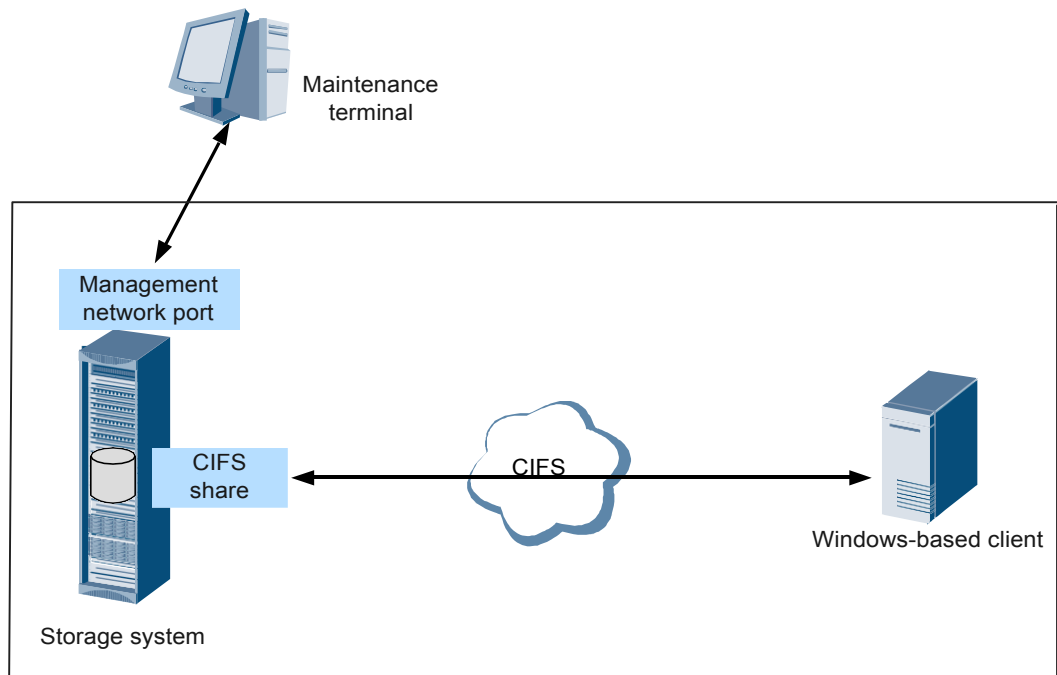 Maintenance
terminal
Management
network port
CIFS
share
CIFS
Windows-based client
Storage system